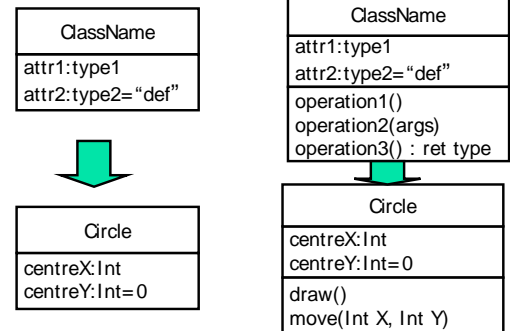 ClassName
attr1:type1
attr2:type2=“def”
Circle
centreX:Int
centreY:Int=0
ClassName
attr1:type1
attr2:type2=“def”
operation1()
operation2(args)
operation3() : ret type
Circle
centreX:Int
centreY:Int=0
draw()
move(Int X, Int Y)